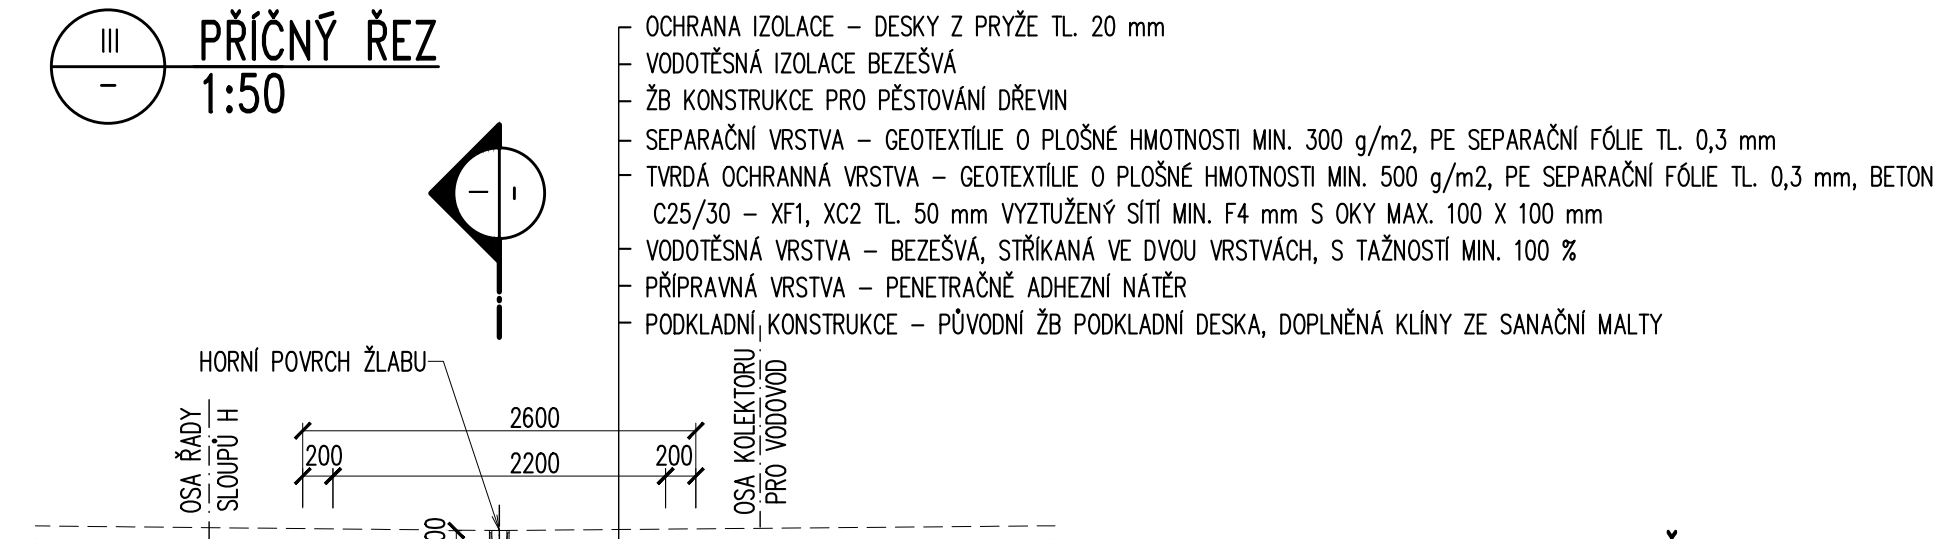 III
–
PŘÍČNÝ ŘEZ
1:50
OCHRANA IZOLACE – DESKY Z PRYŽE TL. 20 mm
VODOTĚSNÁ IZOLACE BEZEŠVÁ
ŽB KONSTRUKCE PRO PĚSTOVÁNÍ DŘEVIN
SEPARAČNÍ VRSTVA – GEOTEXTÍLIE O PLOŠNÉ HMOTNOSTI MIN. 300 g/m2, PE SEPARAČNÍ FÓLIE TL. 0,3 mm
TVRDÁ OCHRANNÁ VRSTVA – GEOTEXTÍLIE O PLOŠNÉ HMOTNOSTI MIN. 500 g/m2, PE SEPARAČNÍ FÓLIE TL. 0,3 mm, BETON
C25/30 – XF1, XC2 TL. 50 mm VYZTUŽENÝ SÍTÍ MIN. F4 mm S OKY MAX. 100 X 100 mm
VODOTĚSNÁ VRSTVA – BEZEŠVÁ, STŘÍKANÁ VE DVOU VRSTVÁCH, S TAŽNOSTÍ MIN. 100 %
PŘÍPRAVNÁ VRSTVA – PENETRAČNĚ ADHEZNÍ NÁTĚR
PODKLADNÍ KONSTRUKCE – PŮVODNÍ ŽB PODKLADNÍ DESKA, DOPLNĚNÁ KLÍNY ZE SANAČNÍ MALTY
I
–
HORNÍ POVRCH ŽLABU
OSA ŘADY
SLOUPŮ H
2600
200
2200
200
OSA KOLEKTORU
PRO VODOVOD